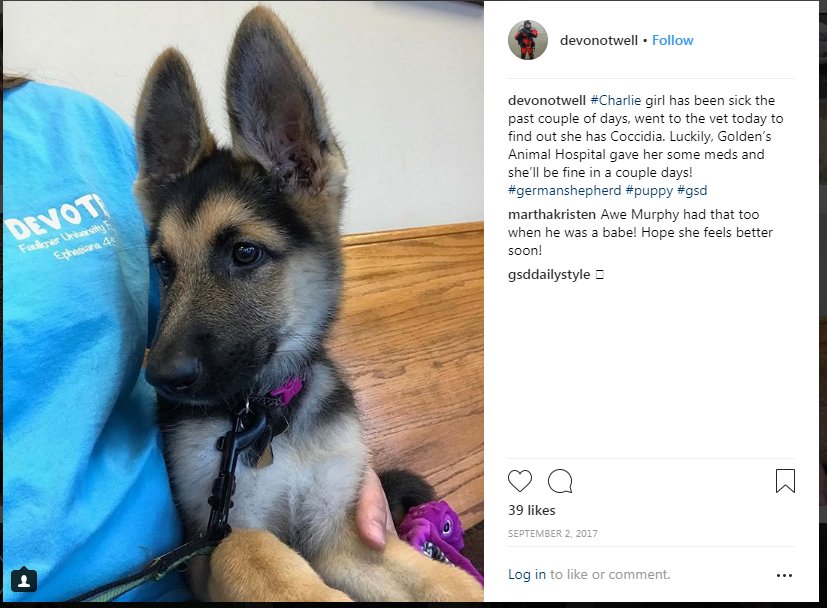 DEVOTE
Faulkner University
Ephesians 4:
devonotwell • Follow
devonotwell #Charlie girl has been sick the
past couple of days, went to the vet today to
find out she has Coccidia. Luckily, Golden's
Animal Hospital gave her some meds and
she'll be fine in a couple days!
#germanshepherd #puppy #gsd
marthakristen Awe Murphy had that too
when he was a babe! Hope she feels better
soon!
gsddailystyle
39 likes
SEPTEMBER 2, 2017
Log in to like or comment.